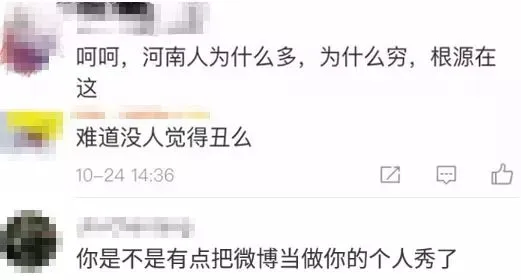 呵呵，河南人为什么多，为什么穷，根源在
这
难道没人觉得丑么
10-24 14:36
你是不是有点把微博当做你的个人秀了